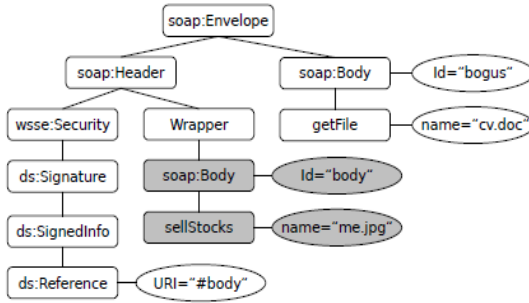 soap:Envelope
soap:Header
soap:Body
Id="bogus"
wsse:Security
Wrapper
getFile
name="cv.doc"
ds:Signature
soap:Body
Id="body"
ds:SignedInfo
sellStocks
name="me.jpg"
ds:Reference
URI="#body"